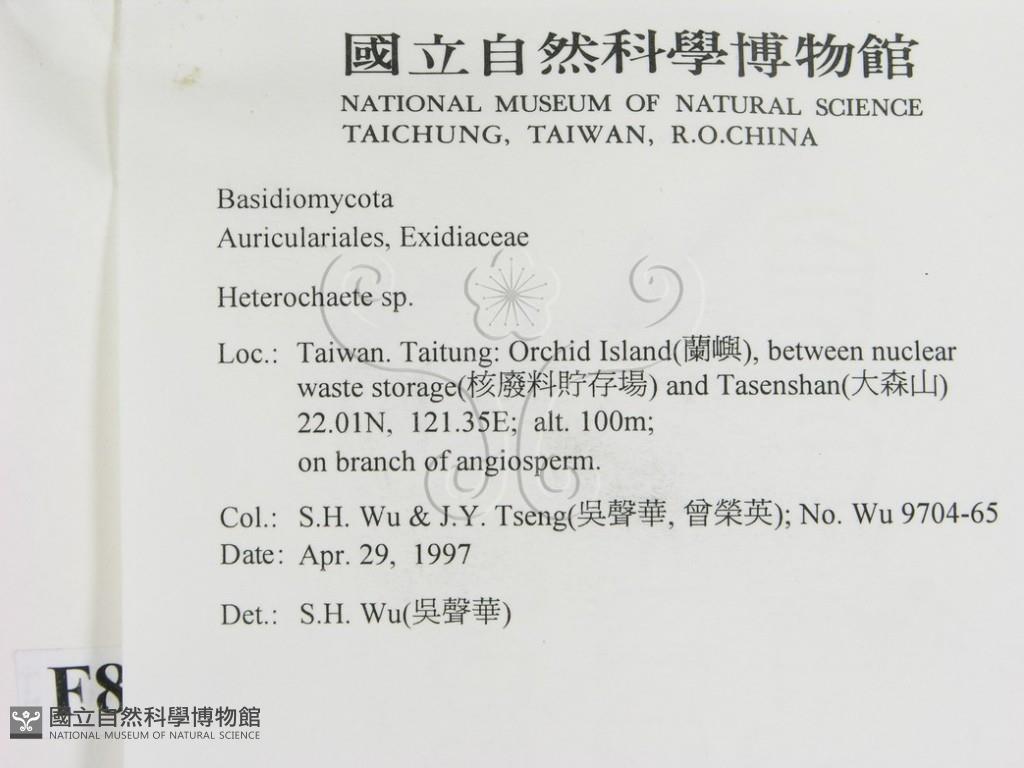 國立自然科學博物館
NATIONAL MUSEUM OF NATURAL SCIENCE
TAICHUNG, TAIWAN, R.O.CHINA
Basidiomycota
Auriculariales, Exidiaceae
Heterochaete sp.
Loc.: Taiwan. Taitung: Orchid Island(蘭嶼), between nuclear
waste storage(核廢料貯存場) and Tasenshan(大森山)
22.01N, 121.35E; alt. 100m;
on branch of angiosperm.
Col.: S.H. Wu & J.Y. Tseng(吳聲華, 曾榮英); No. Wu 9704-65
Date: Apr. 29, 1997
Det.: S.H. Wu(吳聲華)
F8
國立自然科學博物館
NATIONAL MUSEUM OF NATURAL SCIENCE